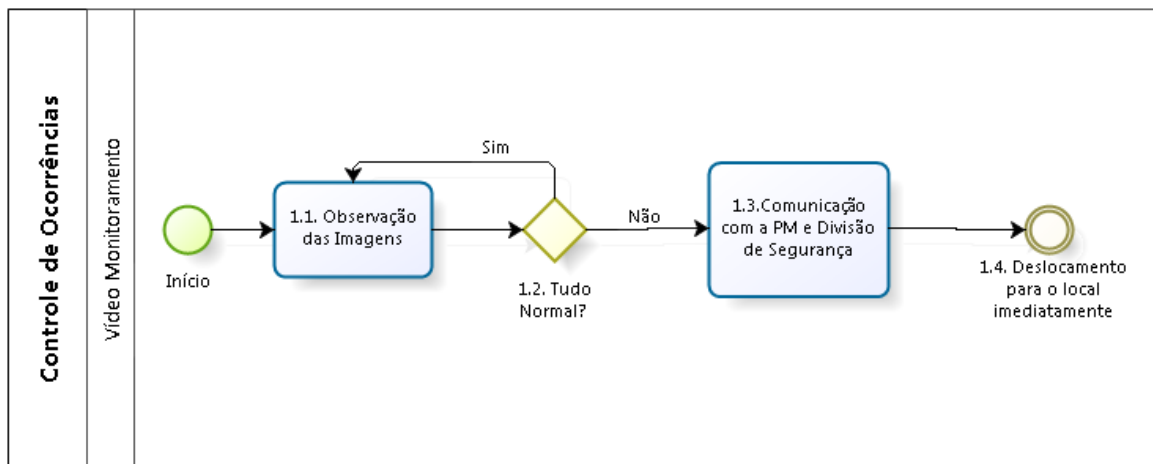 Controle de Ocorrências
Vídeo Monitoramento
Início
1.1. Observação
das Imagens
Sim
1.2. Tudo
Normal?
Não
1.3.Comunicação
com a PM e Divisão
de Segurança
1.4. Deslocamento
para o local
imediatamente